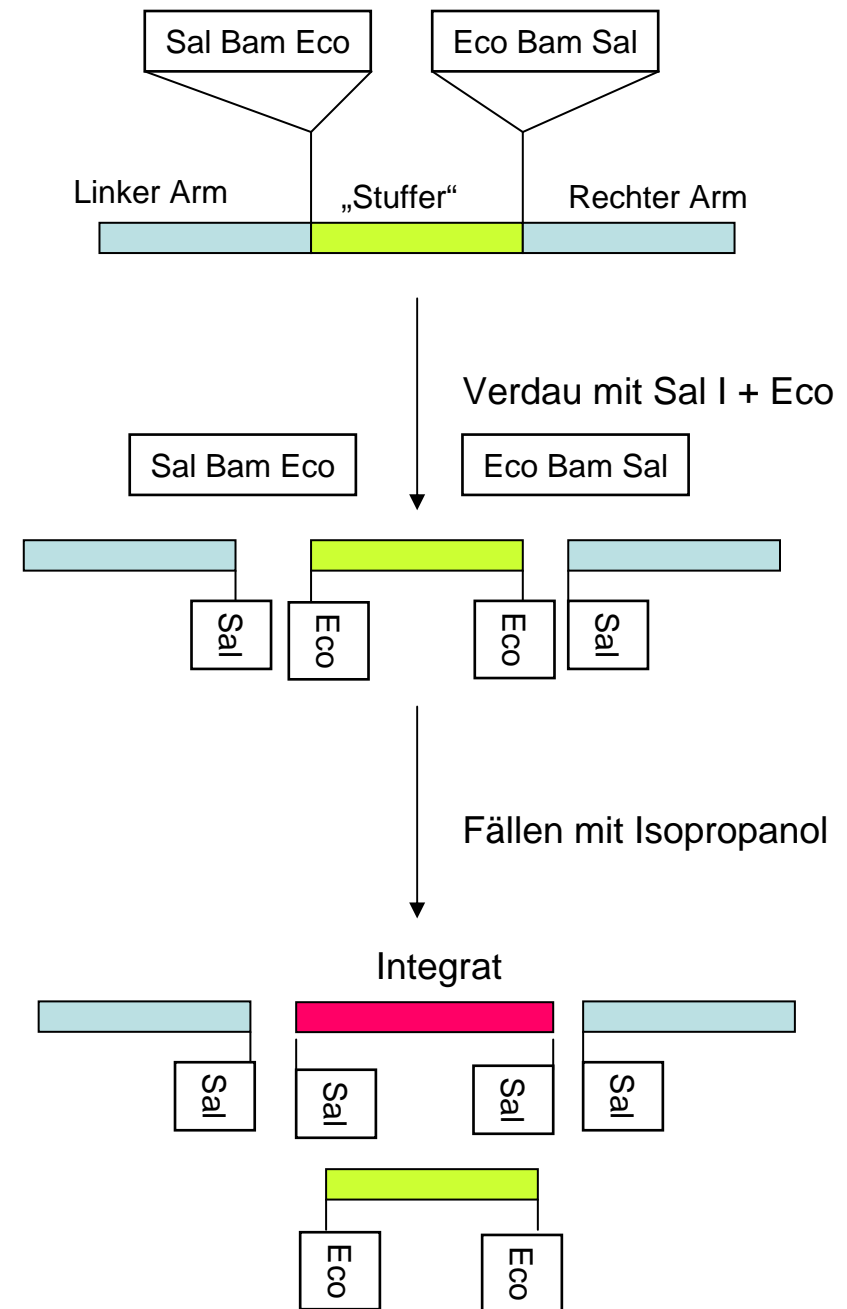 Sal Bam Eco Eco Bam Sal
Linker Arm „Stuffer“ Rechter Arm
Verdau mit Sal I + Eco
Sal Bam Eco Eco Bam Sal
Sal Eco Eco Sal
Fällen mit Isopropanol
Integrat
Sal Sal Sal Sal
Eco Eco